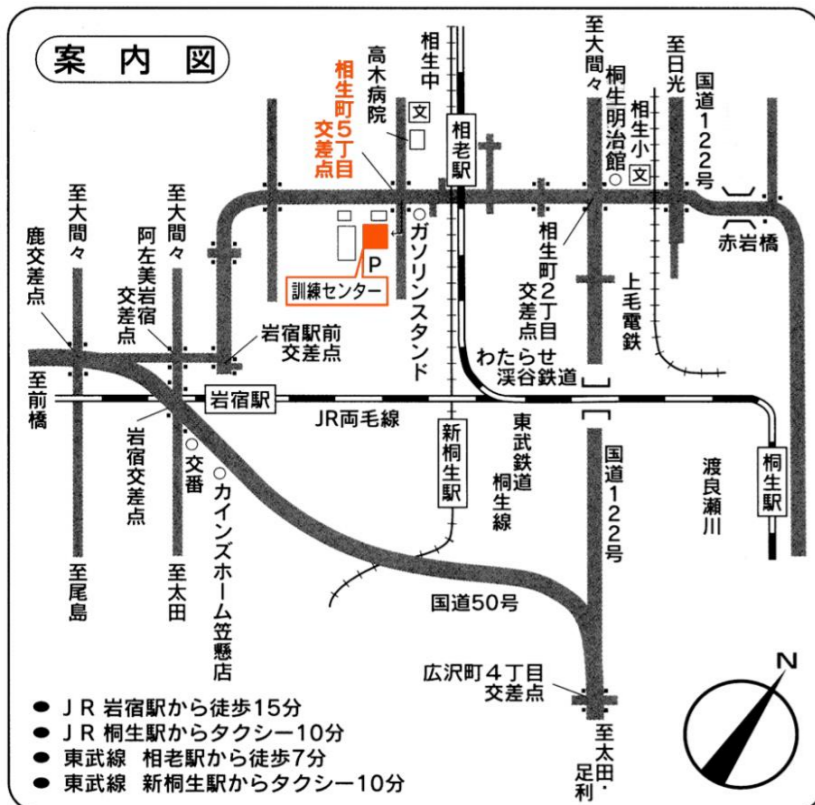 案内図
相生町5丁目
交差点
高木病院
相生中
文
相老駅
至大間々
桐生明治館
相生小
文
至日光
国道122号
赤岩橋
至大間々
至大間々
鹿交差点
阿左美岩宿
交差点
P
訓練センター
ガソリンスタンド
相生町2丁目
交差点
上毛電鉄
岩宿駅前
交差点
わたらせ
渓谷鉄道
至前橋
岩宿駅
JR両毛線
新桐生駅
東武鉄道
桐生線
国道122号
渡良瀬川
桐生駅
岩宿交差点
交番
カインズホーム笠懸店
至尾島
至太田
国道50号
広沢町4丁目
交差点
至太田・
足利
N
● JR 岩宿駅から徒歩15分
● JR 桐生駅からタクシー10分
● 東武線 相老駅から徒歩7分
● 東武線 新桐生駅からタクシー10分